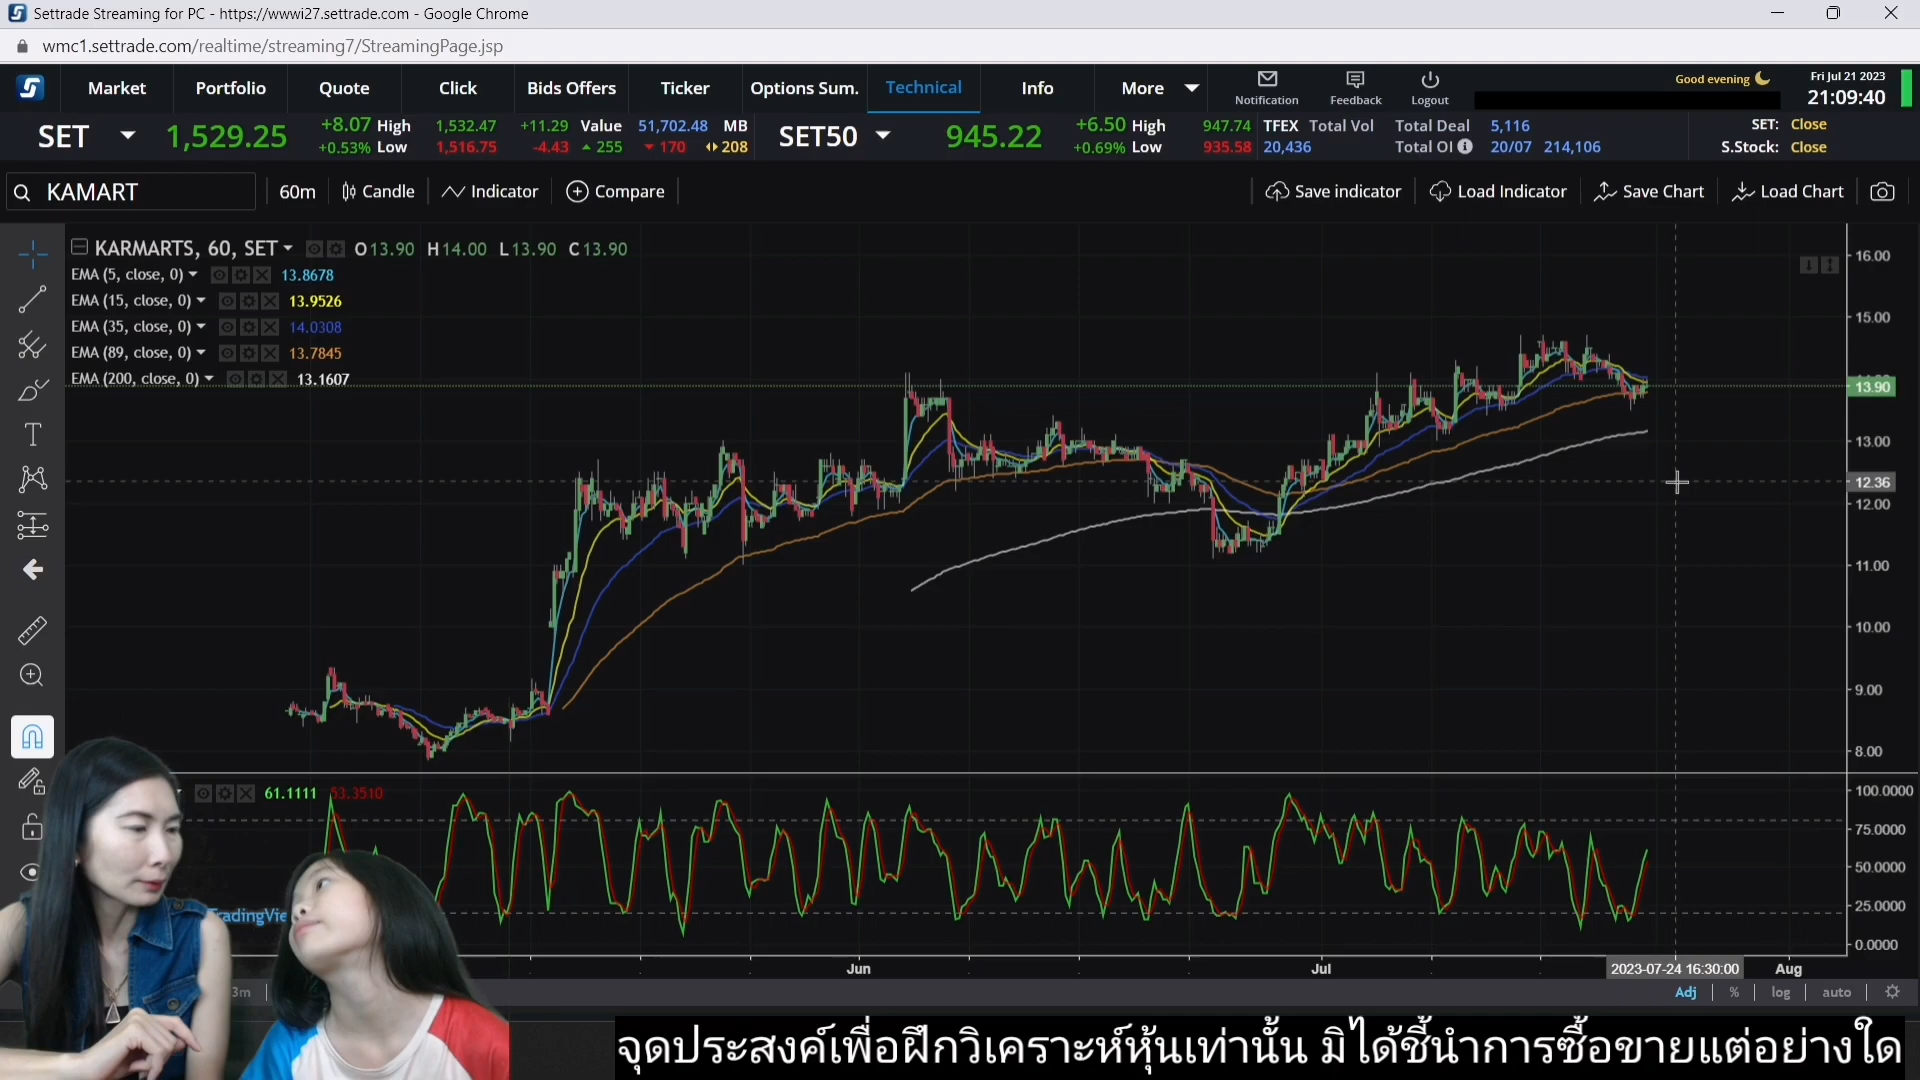 Settrade Streaming for PC - https://wwwi27.settrade.com - Google Chrome
wmc1.settrade.com/realtime/streaming7/StreamingPage.jsp
Market Portfolio Quote Click Bids Offers Ticker Options Sum. Technical Info More Notification Feedback Logout Good evening Fri Jul 21 2023
21:09:40
SET 1,529.25 +8.07 High 1,532.47 +11.29 Value 51,702.48 MB SET50 945.22 +6.50 High 947.74 TFEX Total Vol Total Deal 5,116 SET: Close
+0.53% Low 1,516.75 -4.43 255 170 208 +0.69% Low 935.58 20,436 Total OI 20/07 214,106 S.Stock: Close
KAMART 60m Candle Indicator Compare Save indicator Load Indicator Save Chart Load Chart
KARMARTS, 60, SET O13.90 H14.00 L13.90 C13.90
EMA (5, close, 0) 13.8678
EMA (15, close, 0) 13.9526
EMA (35, close, 0) 14.0308
EMA (89, close, 0) 13.7845
EMA (200, close, 0) 13.1607
16.00
15.00
13.90
13.00
12.36
12.00
11.00
10.00
9.00
8.00
61.1111 53.3510
100.0000
75.0000
50.0000
25.0000
0.0000
TradingVie
Jun Jul 2023-07-24 16:30:00 Aug
3m Adj % log auto
จุดประสงค์เพื่อฝึกวิเคราะห์หุ้นเท่านั้น มิได้ชี้นำการซื้อขายแต่อย่างใด